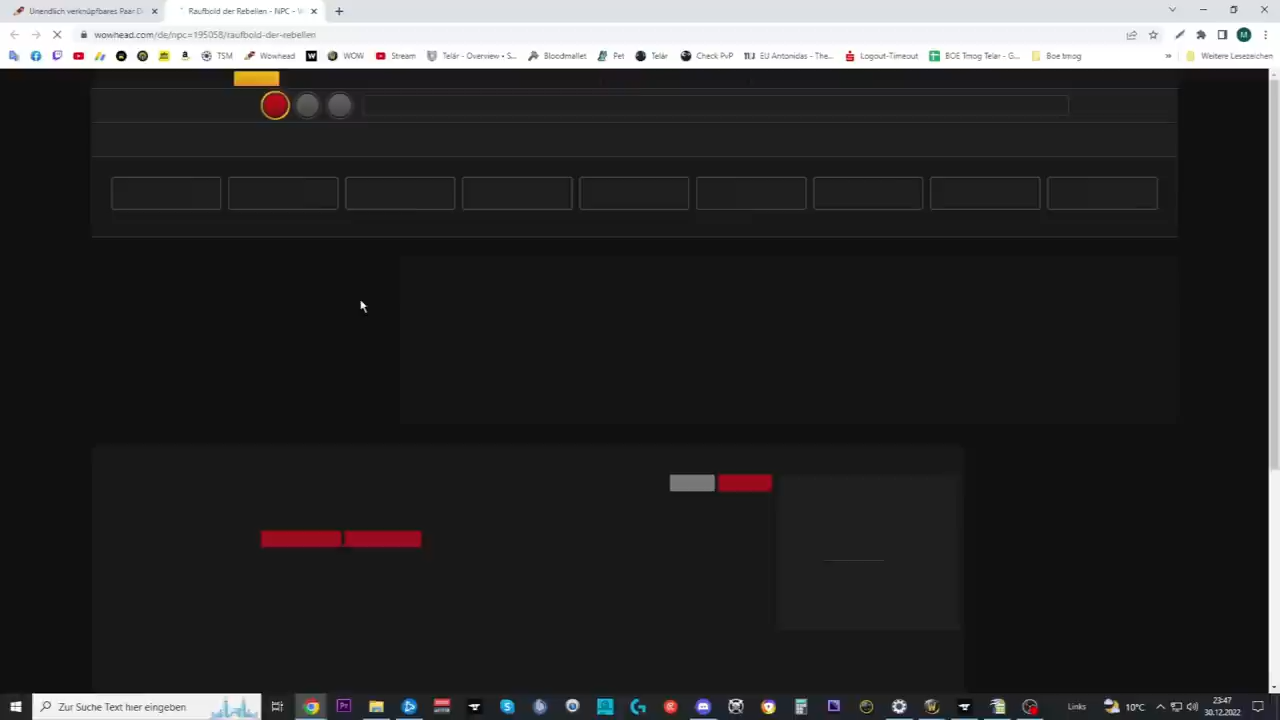 Unendlich verknüpfbares Paar D
Raufbold der Rebellen - NPC - W
wowhead.com/de/npc=195058/raufbold-der-rebellen
TSM
Wowhead
WOW
Stream
Telár - Overview • S...
Bloodmallet
Pet
Telár
Check PvP
EU Antonidas - The...
Logout-Timeout
BOE Tmog Telar - G...
Boe tmog
»
Weitere Lesezeichen
Zur Suche Text hier eingeben
Links
10°C
23:47
30.12.2022